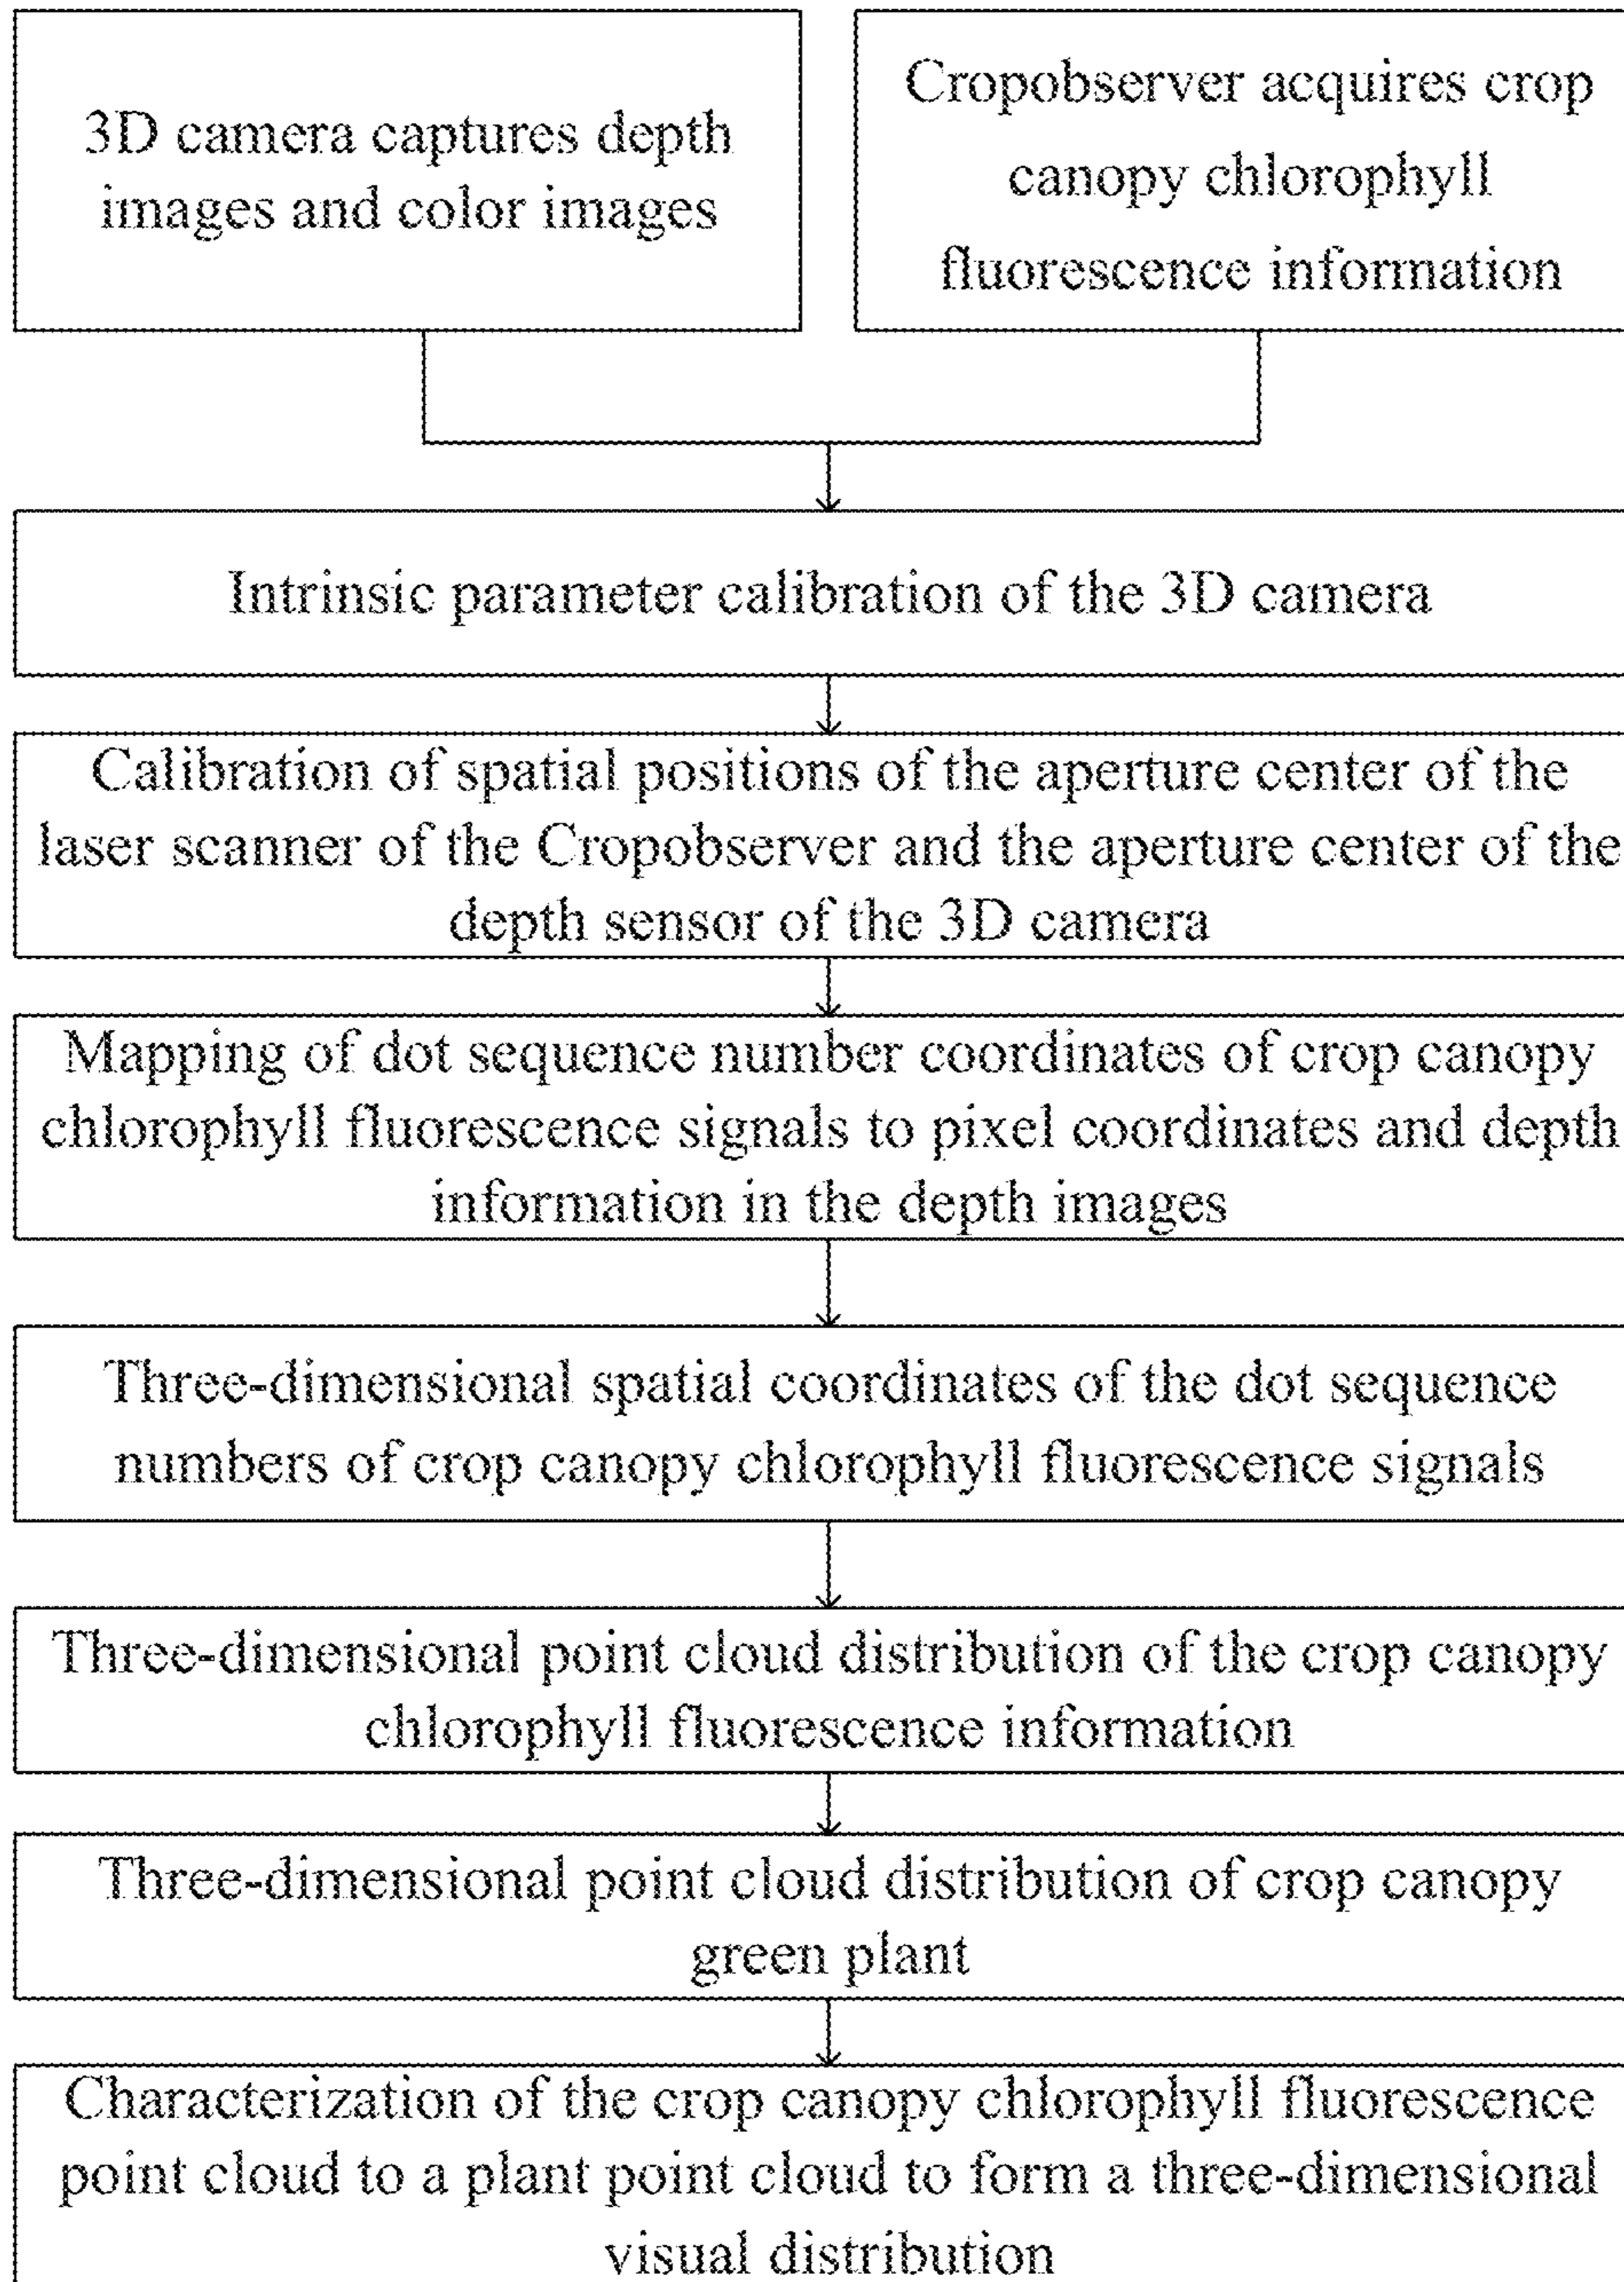 3D camera captures depth
images and color images
Cropobserver acquires crop
canopy chlorophyll
fluorescence information
Intrinsic parameter calibration of the 3D camera
Calibration of spatial positions of the aperture center of the
laser scanner of the Cropobserver and the aperture center of the
depth sensor of the 3D camera
Mapping of dot sequence number coordinates of crop canopy
chlorophyll fluorescence signals to pixel coordinates and depth
information in the depth images
Three-dimensional spatial coordinates of the dot sequence
numbers of crop canopy chlorophyll fluorescence signals
Three-dimensional point cloud distribution of the crop canopy
chlorophyll fluorescence information
Three-dimensional point cloud distribution of crop canopy
green plant
Characterization of the crop canopy chlorophyll fluorescence
point cloud to a plant point cloud to form a three-dimensional
visual distribution